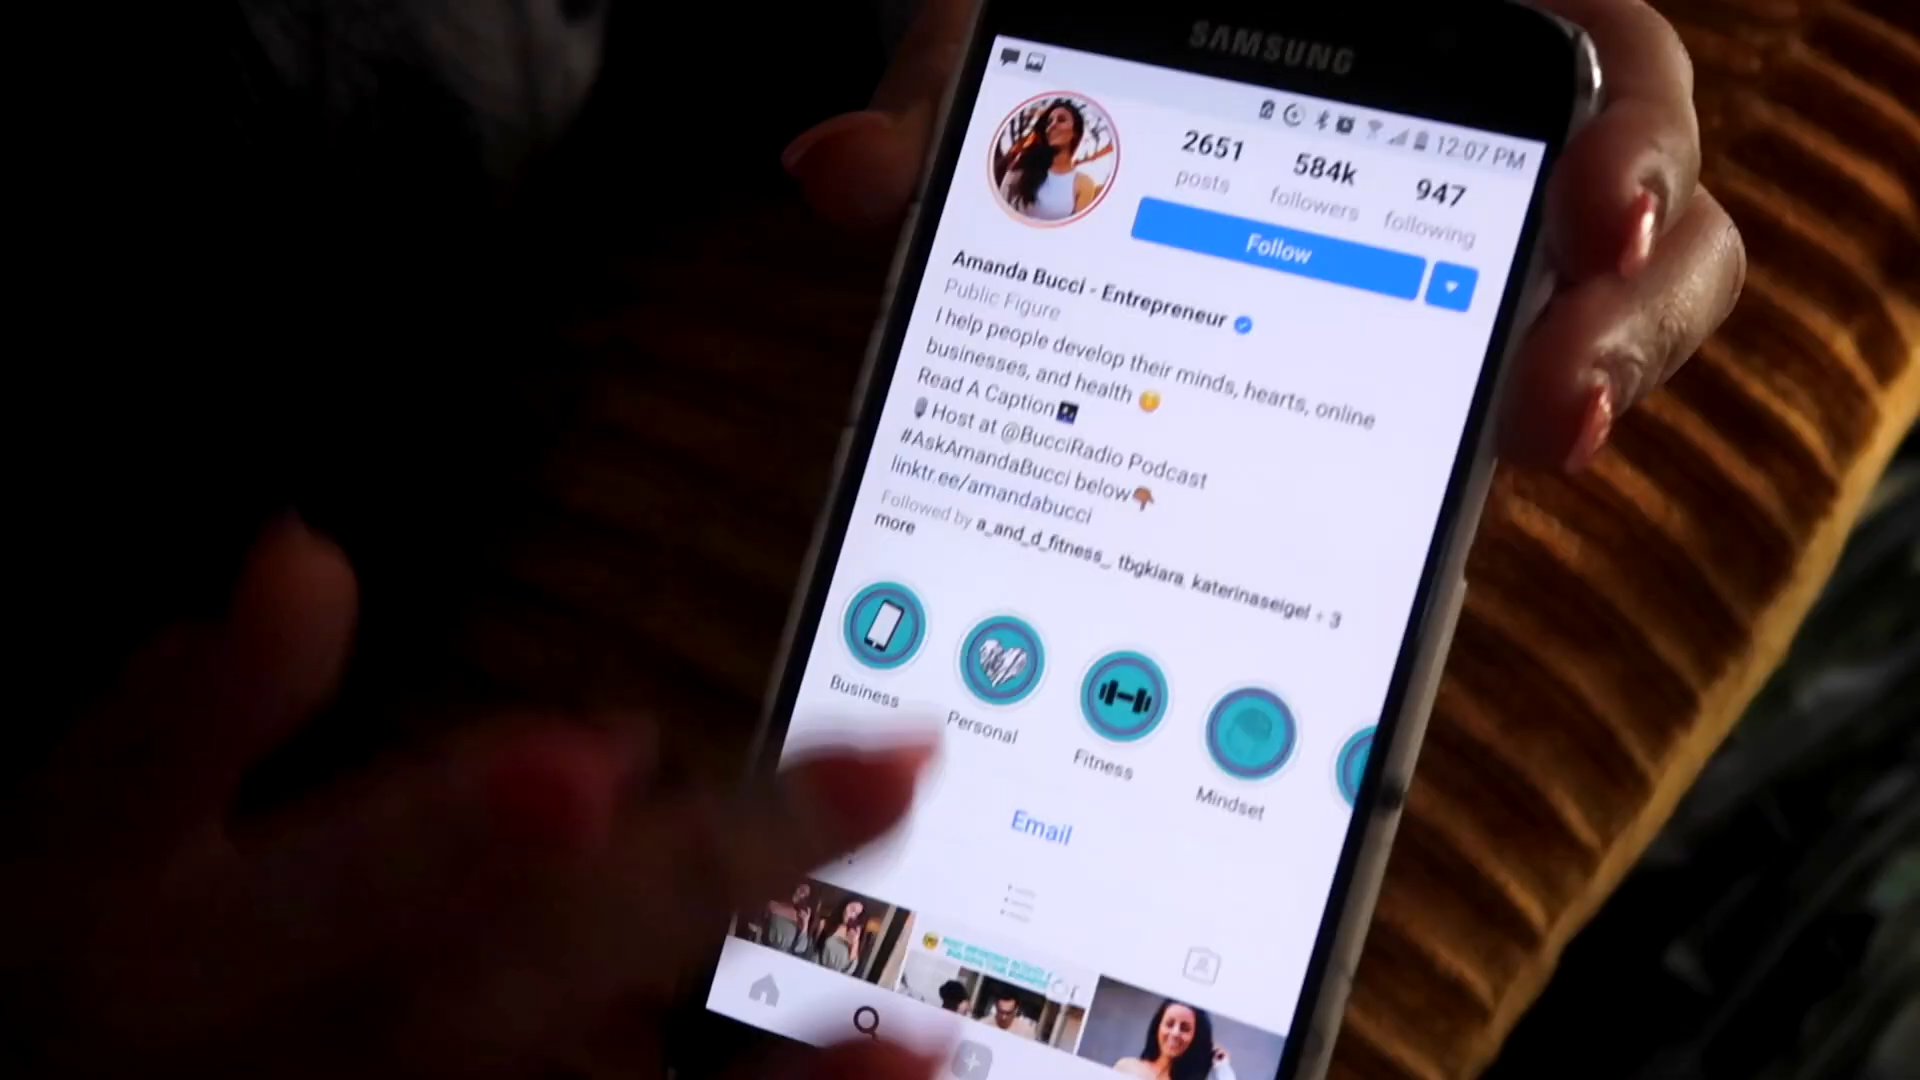 SAMSUNG
12:07 PM
2651 584k 947
posts followers following
Follow
Amanda Bucci - Entrepreneur
Public Figure
I help people develop their minds, hearts, online
businesses, and health
Read A Caption
Host at @BucciRadio Podcast
#AskAmandaBucci below
linktr.ee/amandabucci
Followed by a_and_d_fitness_, tbgkiara, katerinaseigel + 3
more
Business Personal Fitness Mindset
Email